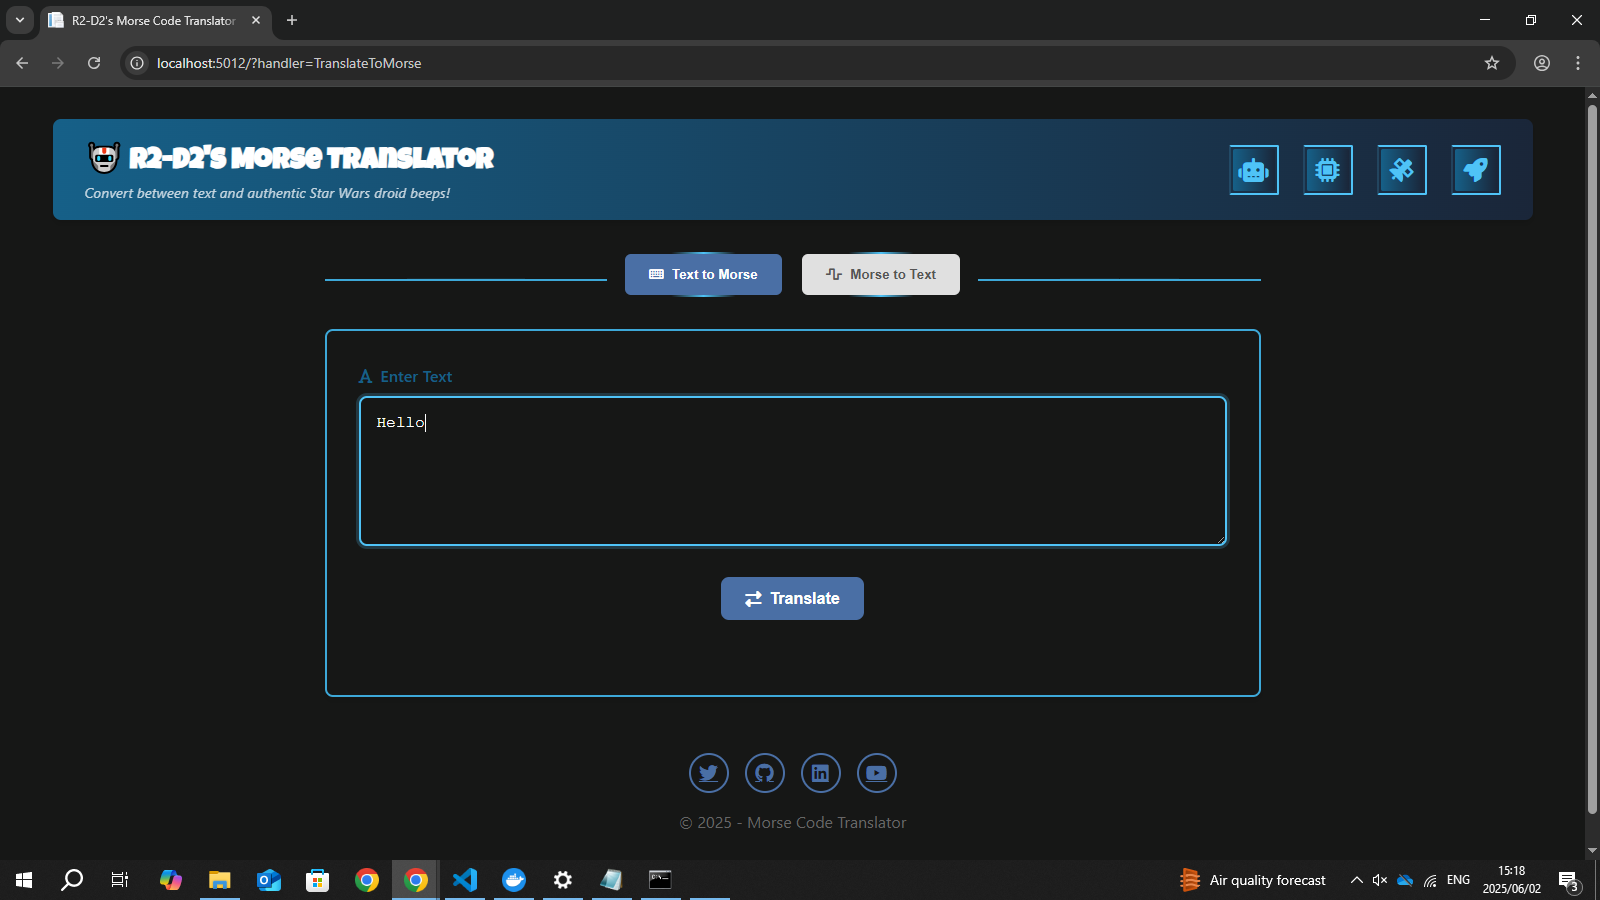 R2-D2's Morse Code Translator
localhost:5012/?handler=TranslateToMorse
R2-D2's Morse Translator
Convert between text and authentic Star Wars droid beeps!
Text to Morse
Morse to Text
Enter Text
Hello
Translate
© 2025 - Morse Code Translator
Air quality forecast
ENG
15:18
2025/06/02
3